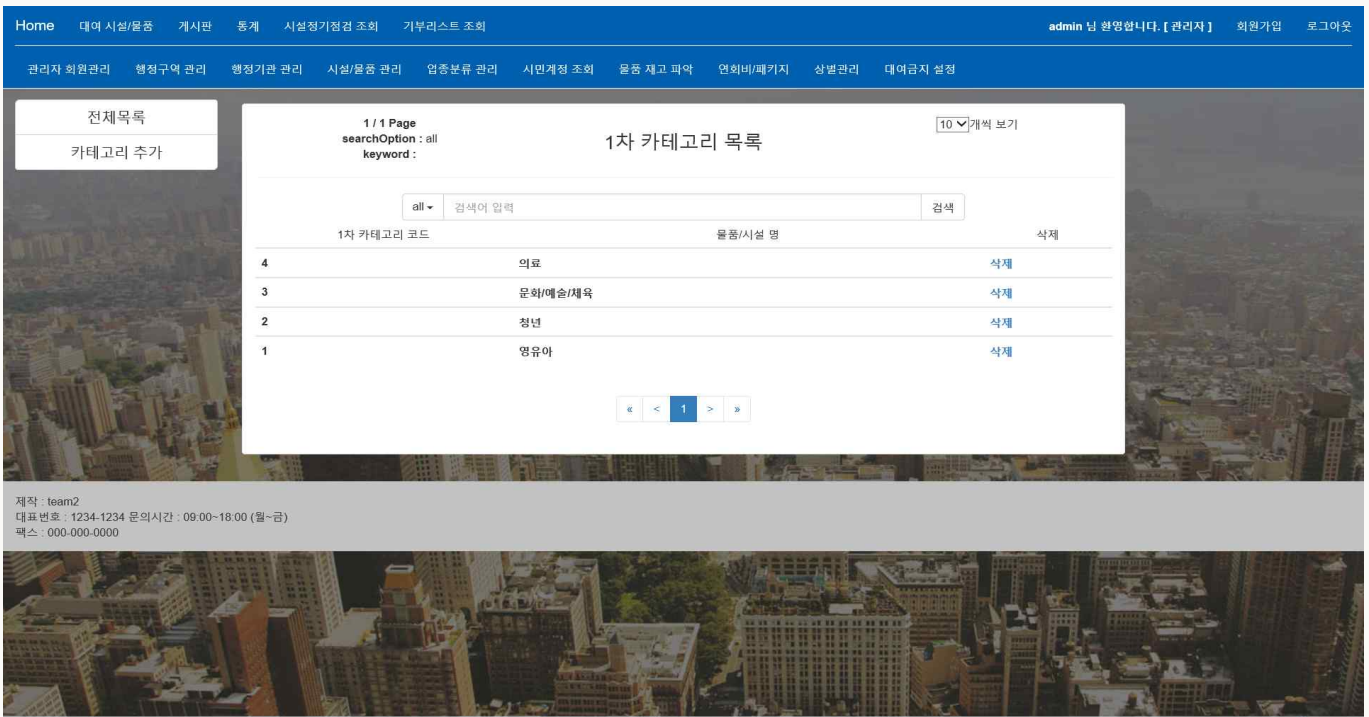 Home 대여 시설/물품 게시판 통계 시설정기점검 조회 기부리스트 조회 admin 님 환영합니다. [ 관리자 ] 회원가입 로그아웃
관리자 회원관리 행정구역 관리 행정기관 관리 시설/물품 관리 업종분류 관리 시민계정 조회 물품 재고 파악 연회비/패키지 상벌관리 대여금지 설정
전체목록
카테고리 추가
1 / 1 Page
searchOption : all
keyword :
1차 카테고리 목록
10 개씩 보기
all 검색어 입력 검색
1차 카테고리 코드 물품/시설 명 삭제
4 의료 삭제
3 문화/예술/체육 삭제
2 청년 삭제
1 영유아 삭제
« < 1 > »
제작 : team2
대표번호 : 1234-1234 문의시간 : 09:00~18:00 (월~금)
팩스 : 000-000-0000